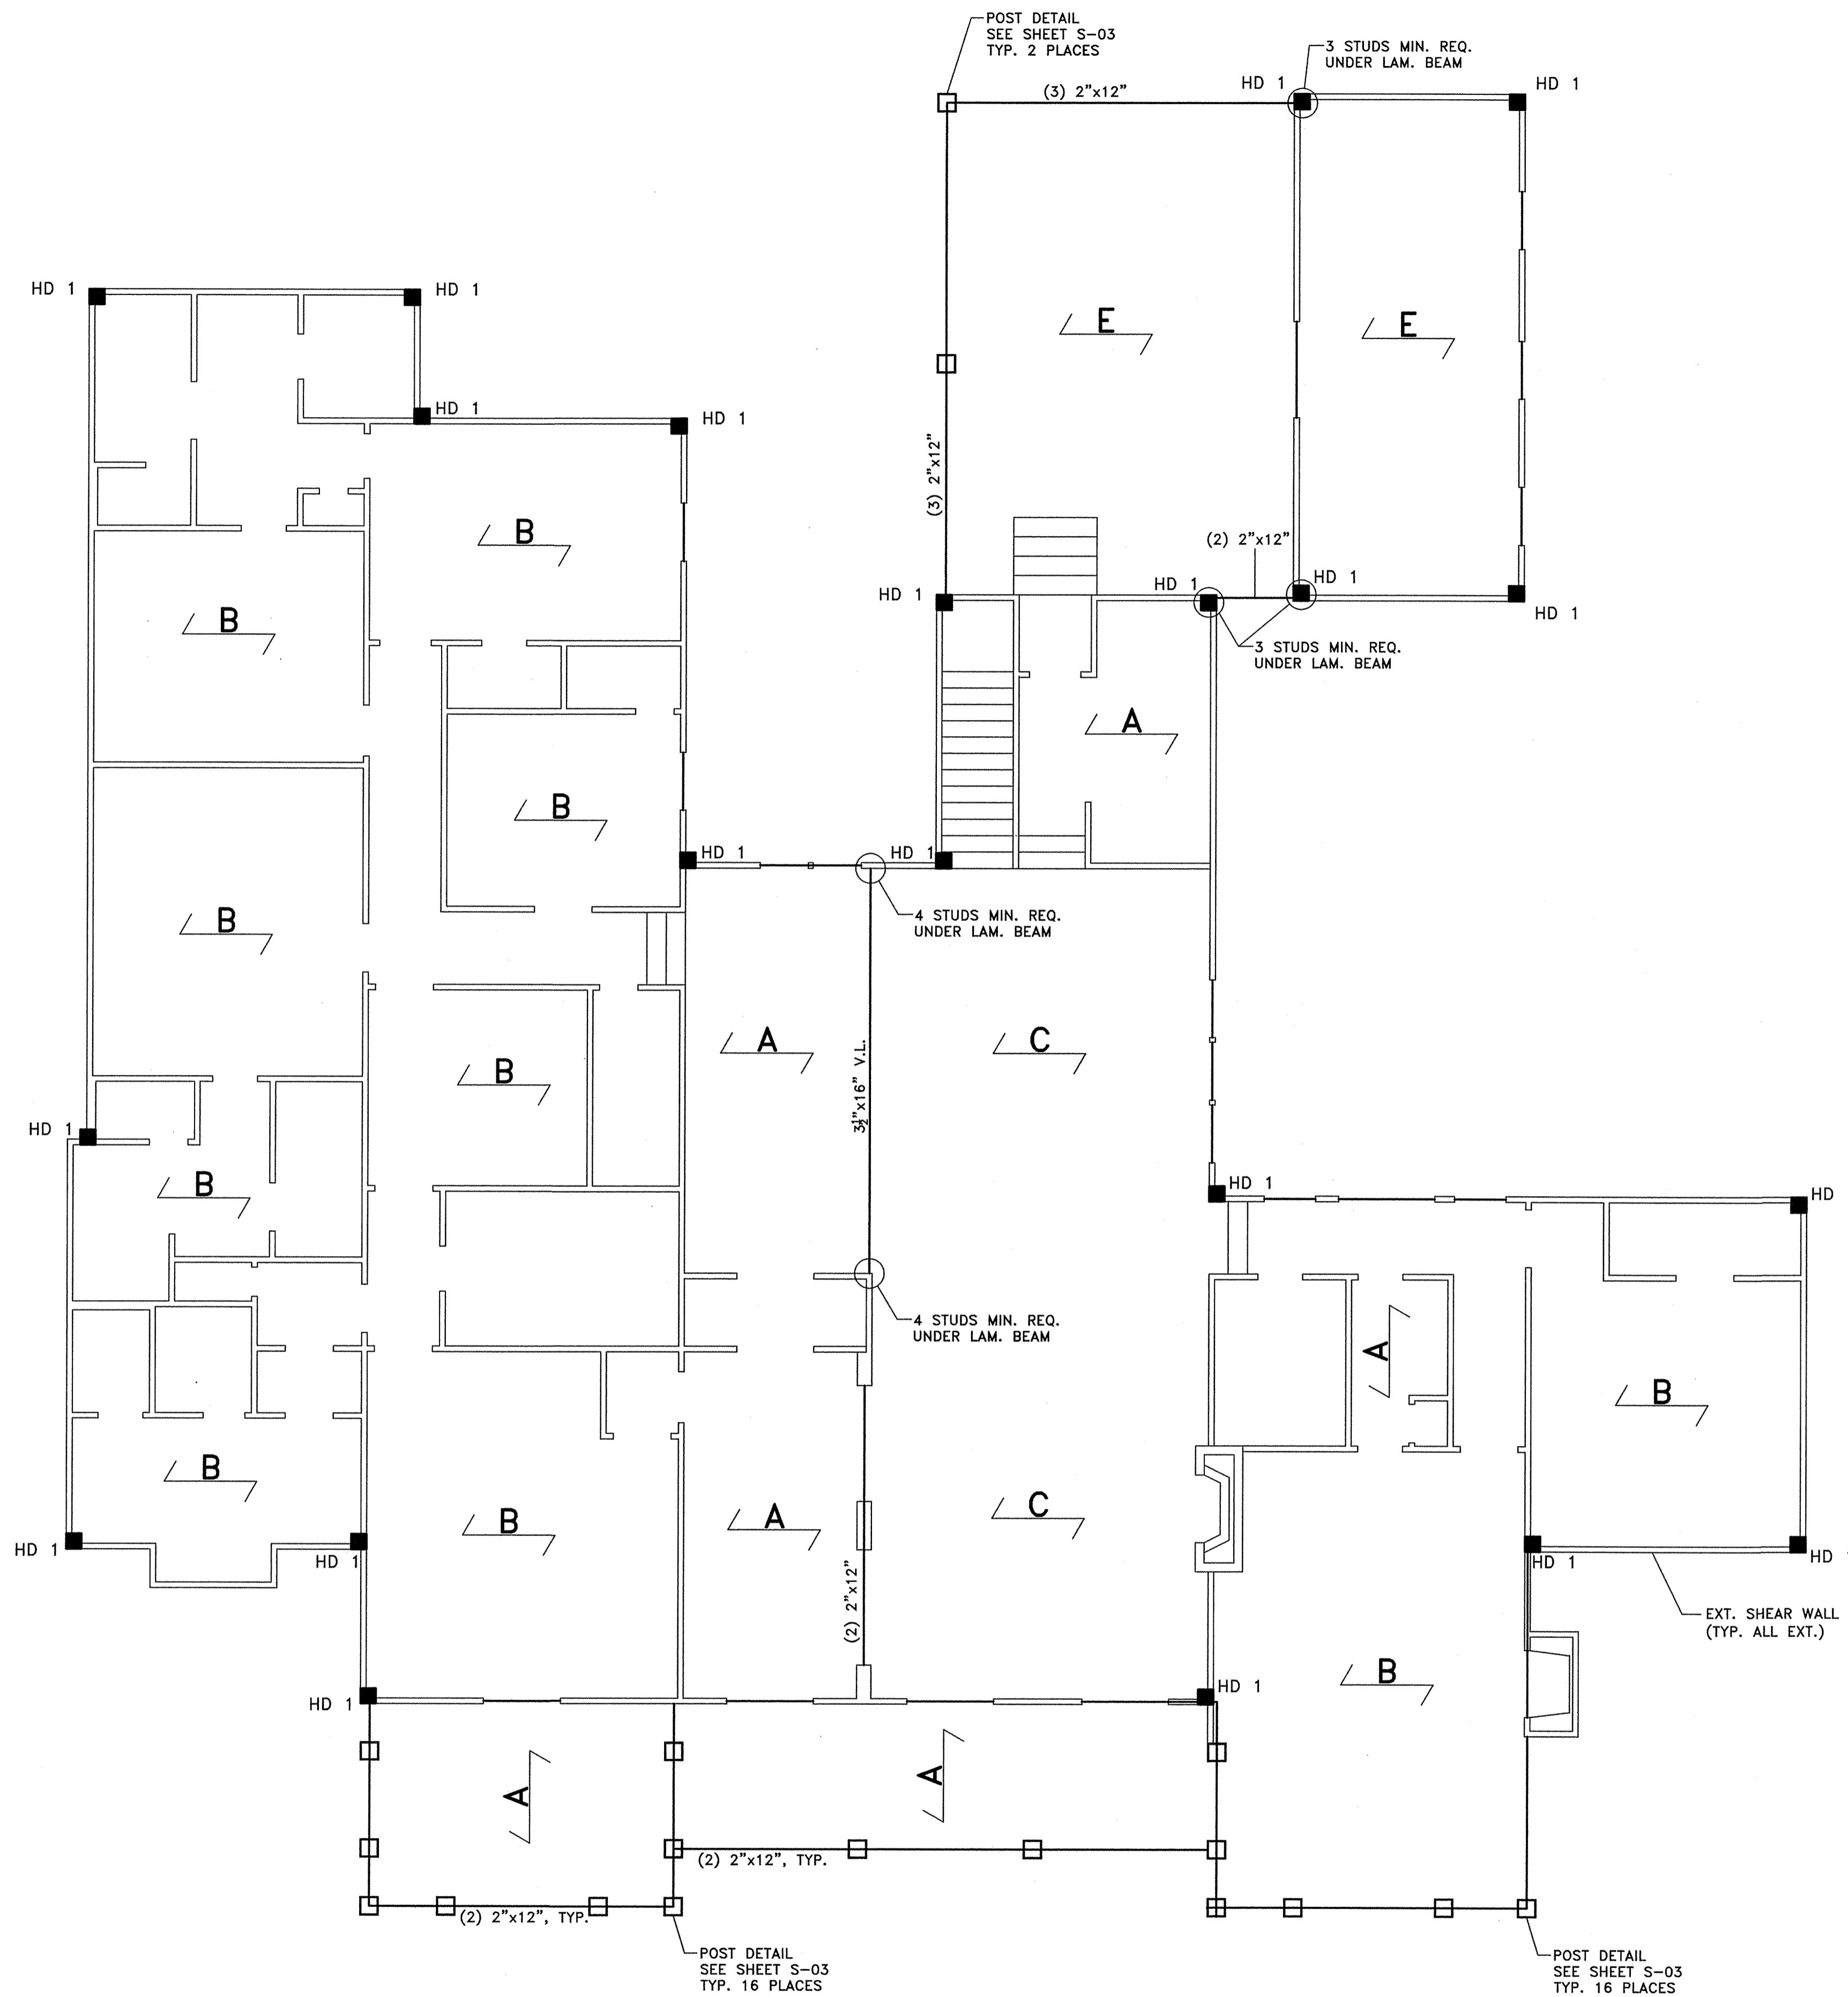 POST DETAIL
SEE SHEET S-03
TYP. 2 PLACES
3 STUDS MIN. REQ.
UNDER LAM. BEAM
HD 1
HD 1
(3) 2"x12"
HD 1
HD 1
E
E
HD 1
HD 1
(3) 2"x12"
B
(2) 2"x12"
HD 1
HD 1
HD 1
HD 1
B
3 STUDS MIN. REQ.
UNDER LAM. BEAM
A
B
HD 1
HD 1
B
4 STUDS MIN. REQ.
UNDER LAM. BEAM
A
C
3½"x16" V.L.
B
HD 1
B
HD 1
HD
4 STUDS MIN. REQ.
UNDER LAM. BEAM
A
B
B
A
C
B
HD 1
HD 1
HD 1
HD
(2) 2"x12"
EXT. SHEAR WALL
(TYP. ALL EXT.)
B
HD 1
HD 1
A
A
(2) 2"x12", TYP.
(2) 2"x12", TYP.
POST DETAIL
SEE SHEET S-03
TYP. 16 PLACES
POST DETAIL
SEE SHEET S-03
TYP. 16 PLACES